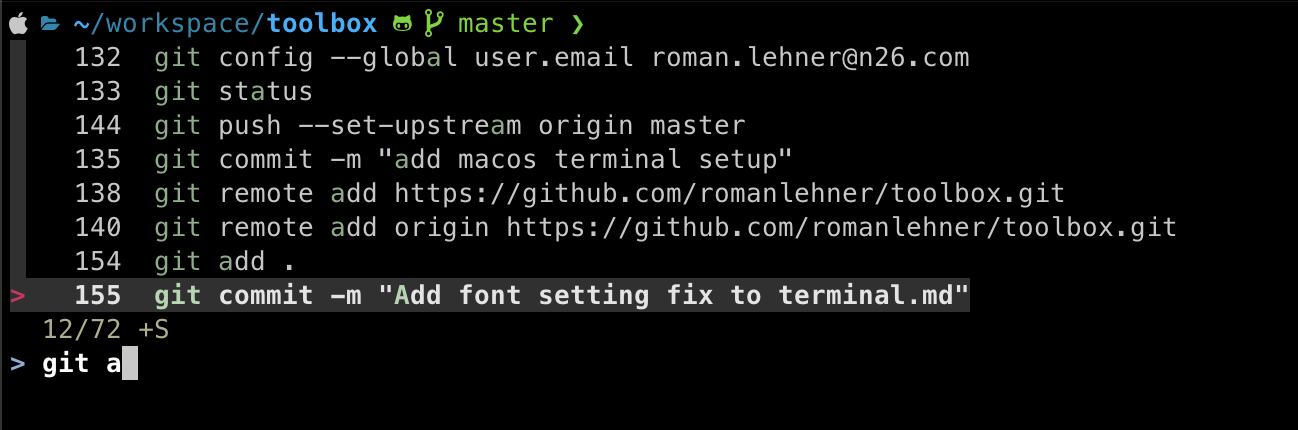 ~/workspace/toolbox master ❯
132 git config --global user.email roman.lehner@n26.com
133 git status
144 git push --set-upstream origin master
135 git commit -m "add macos terminal setup"
138 git remote add https://github.com/romanlehner/toolbox.git
140 git remote add origin https://github.com/romanlehner/toolbox.git
154 git add .
> 155 git commit -m "Add font setting fix to terminal.md"
12/72 +S
> git a